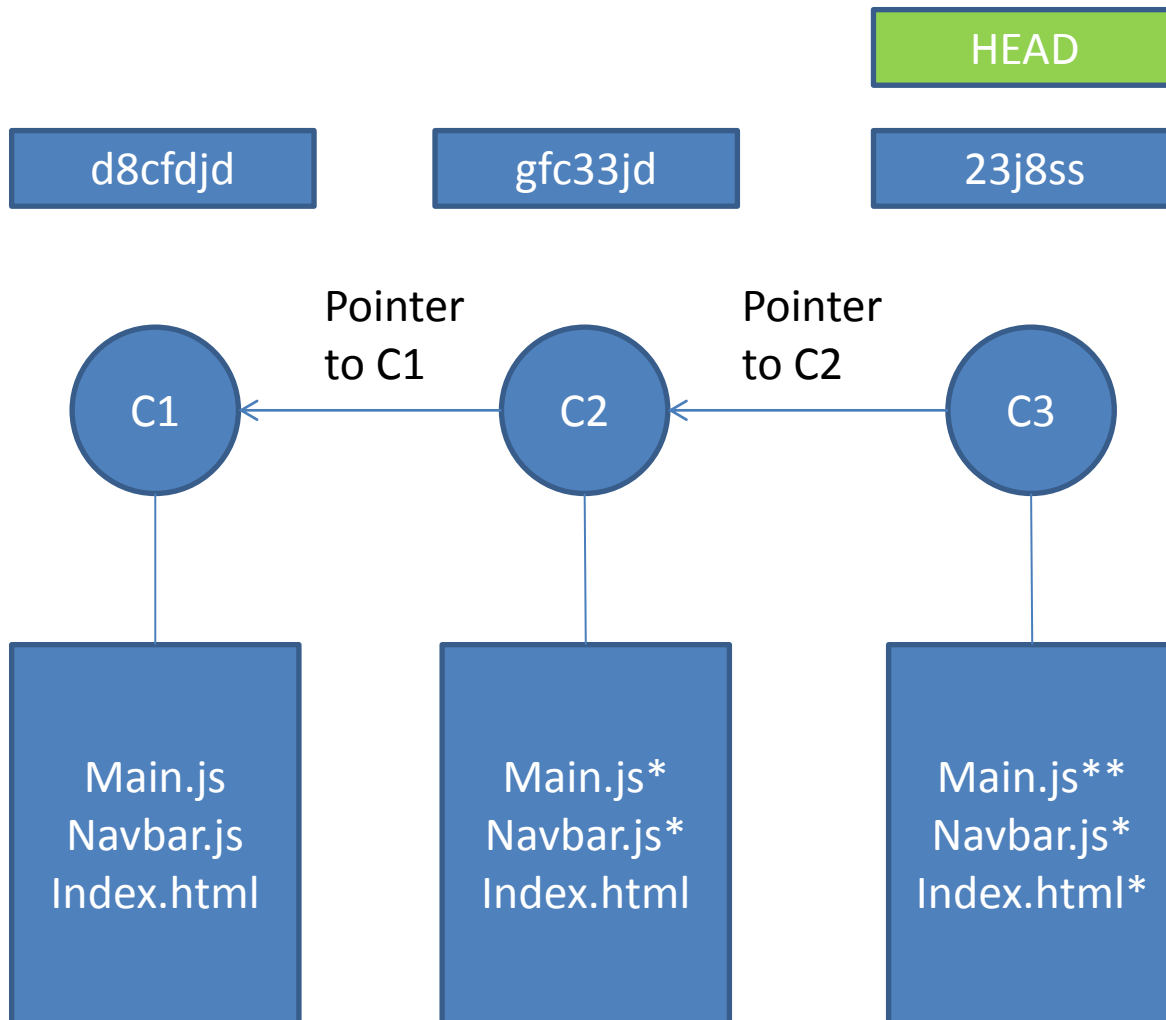 HEAD
d8cfdjd
gfc33jd
23j8ss
Pointer
to C1
Pointer
to C2
C1
C2
C3
Main.js
Navbar.js
Index.html
Main.js*
Navbar.js*
Index.html
Main.js**
Navbar.js*
Index.html*